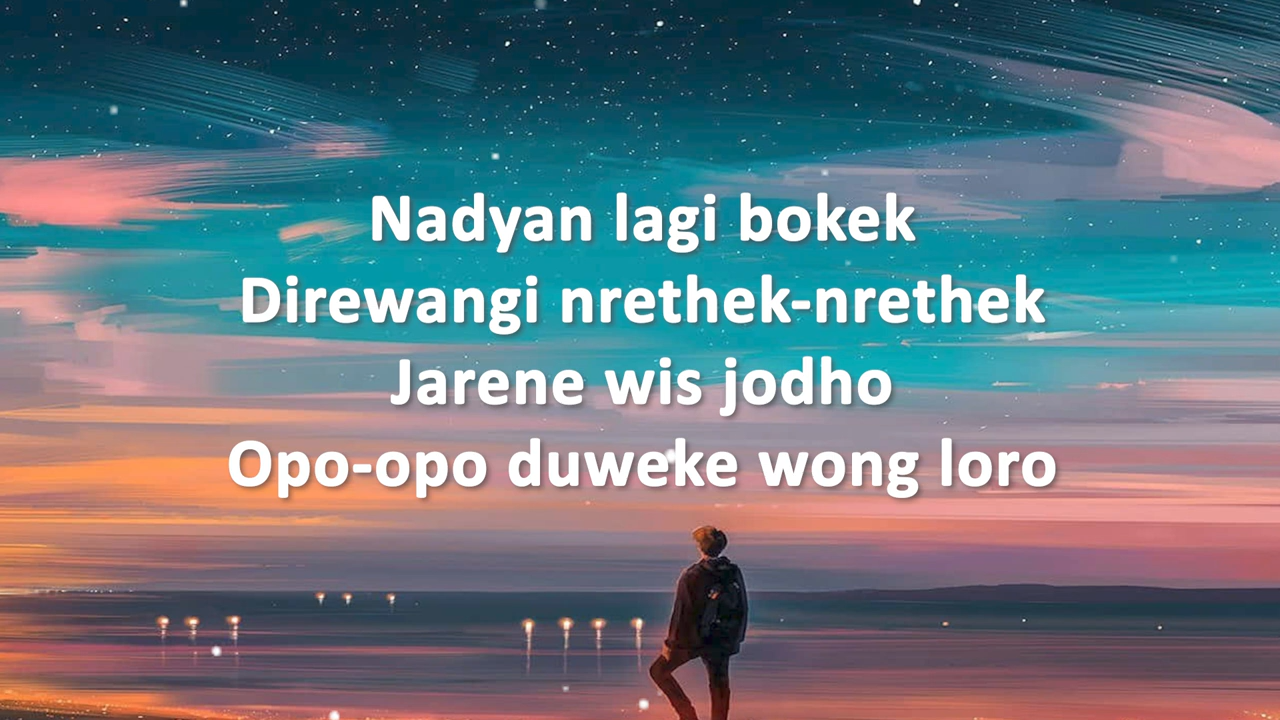 Nadyan lagi bokek
Direwangi nrethek-nrethek
Jarene wis jodho
Opo-opo duweke wong loro